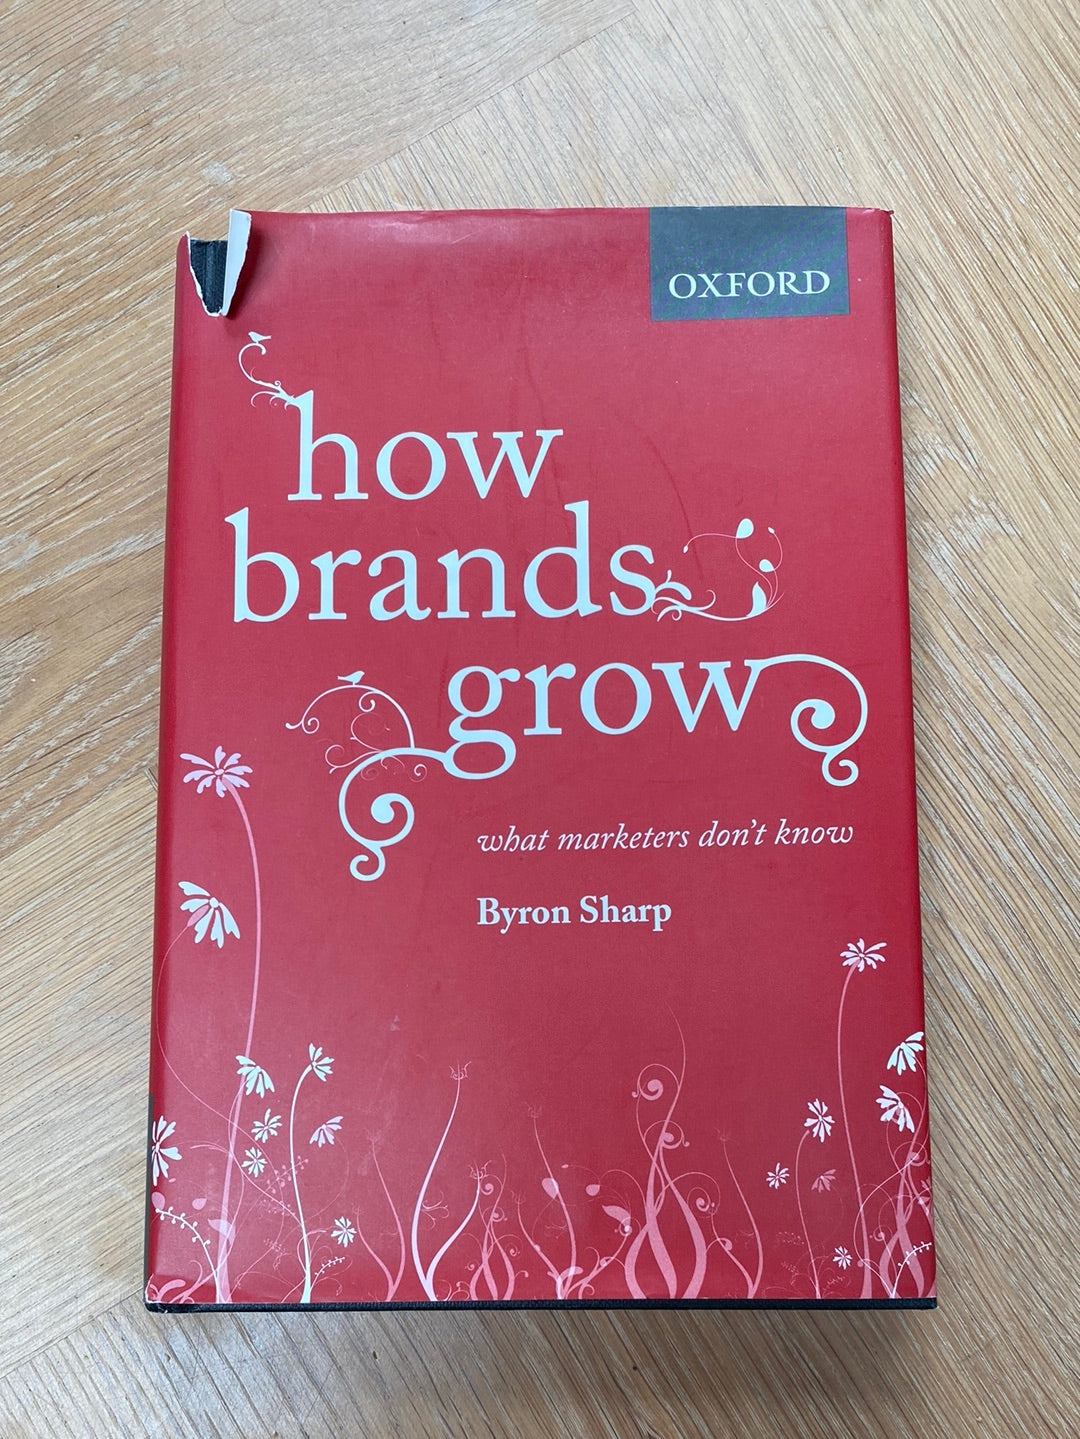 OXFORD
how
brands
grow
what marketers don't know
Byron Sharp